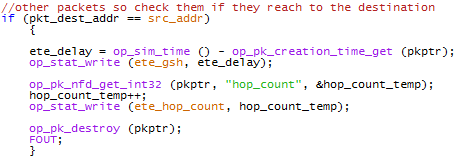 //other packets so check them if they reach to the destination
if (pkt_dest_addr == src_addr)
{
ete_delay = op_sim_time () - op_pk_creation_time_get (pkptr);
op_stat_write (ete_gsh, ete_delay);
op_pk_nfd_get_int32 (pkptr, "hop_count", &hop_count_temp);
hop_count_temp++;
op_stat_write (ete_hop_count, hop_count_temp);
op_pk_destroy (pkptr);
FOUT;
}